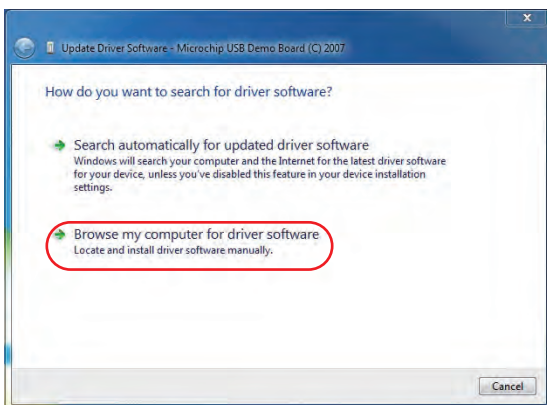 x
Update Driver Software - Microchip USB Demo Board (C) 2007
How do you want to search for driver software?
Search automatically for updated driver software
Windows will search your computer and the Internet for the latest driver software
for your device, unless you've disabled this feature in your device installation
settings.
Browse my computer for driver software
Locate and install driver software manually.
Cancel